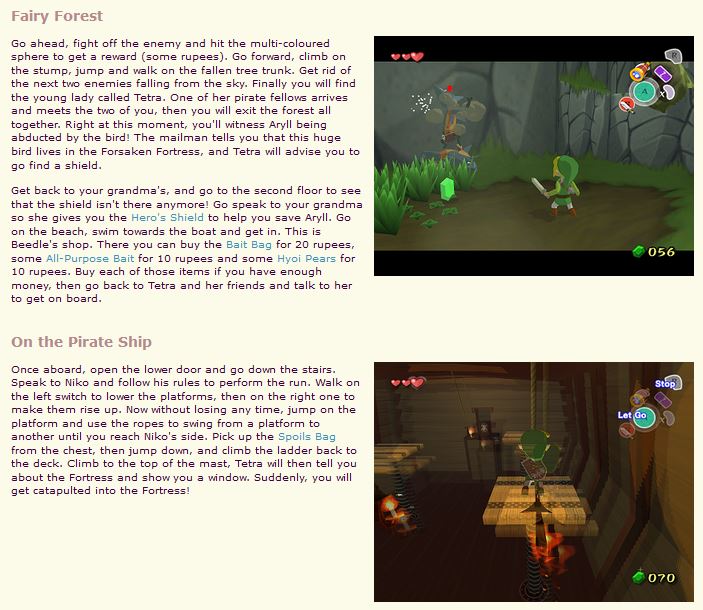 Fairy Forest
Go ahead, fight off the enemy and hit the multi-coloured
sphere to get a reward (some rupees). Go forward, climb on
the stump, jump and walk on the fallen tree trunk. Get rid of
the next two enemies falling from the sky. Finally you will find
the young lady called Tetra. One of her pirate fellows arrives
and meets the two of you, then you will exit the forest all
together. Right at this moment, you'll witness Aryll being
abducted by the bird! The mailman tells you that this huge
bird lives in the Forsaken Fortress, and Tetra will advise you to
go find a shield.
Get back to your grandma's, and go to the second floor to see
that the shield isn't there anymore! Go speak to your grandma
so she gives you the Hero's Shield to help you save Aryll. Go
on the beach, swim towards the boat and get in. This is
Beedle's shop. There you can buy the Bait Bag for 20 rupees,
some All-Purpose Bait for 10 rupees and some Hyoi Pears for
10 rupees. Buy each of those items if you have enough
money, then go back to Tetra and her friends and talk to her
to get on board.
R
A
X
056
On the Pirate Ship
Once aboard, open the lower door and go down the stairs.
Speak to Niko and follow his rules to perform the run. Walk on
the left switch to lower the platforms, then on the right one to
make them rise up. Now without losing any time, jump on the
platform and use the ropes to swing from a platform to
another until you reach Niko's side. Pick up the Spoils Bag
from the chest, then jump down, and climb the ladder back to
the deck. Climb to the top of the mast, Tetra will then tell you
about the Fortress and show you a window. Suddenly, you will
get catapulted into the Fortress!
Stop
Let Go
070